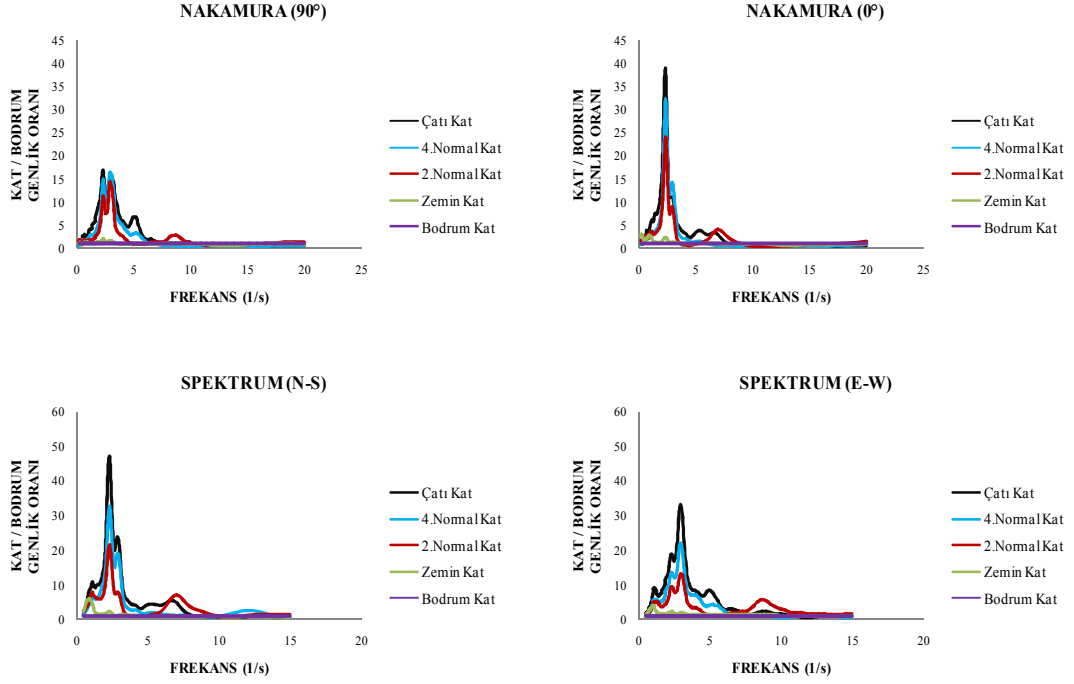 NAKAMURA (90°)
45
40
35
30
25
20
15
10
5
0
KAT / BODRUM
GENLİK ORANI
0 5 10 15 20 25
FREKANS (1/s)
Çatı Kat
4.Normal Kat
2.Normal Kat
Zemin Kat
Bodrum Kat
NAKAMURA (0°)
45
40
35
30
25
20
15
10
5
0
KAT / BODRUM
GENLİK ORANI
0 5 10 15 20 25
FREKANS (1/s)
Çatı Kat
4.Normal Kat
2.Normal Kat
Zemin Kat
Bodrum Kat
SPEKTRUM (N-S)
60
50
40
30
20
10
0
KAT / BODRUM
GENLİK ORANI
0 5 10 15 20
FREKANS (1/s)
Çatı Kat
4.Normal Kat
2.Normal Kat
Zemin Kat
Bodrum Kat
SPEKTRUM (E-W)
60
50
40
30
20
10
0
KAT / BODRUM
GENLİK ORANI
0 5 10 15 20
FREKANS (1/s)
Çatı Kat
4.Normal Kat
2.Normal Kat
Zemin Kat
Bodrum Kat